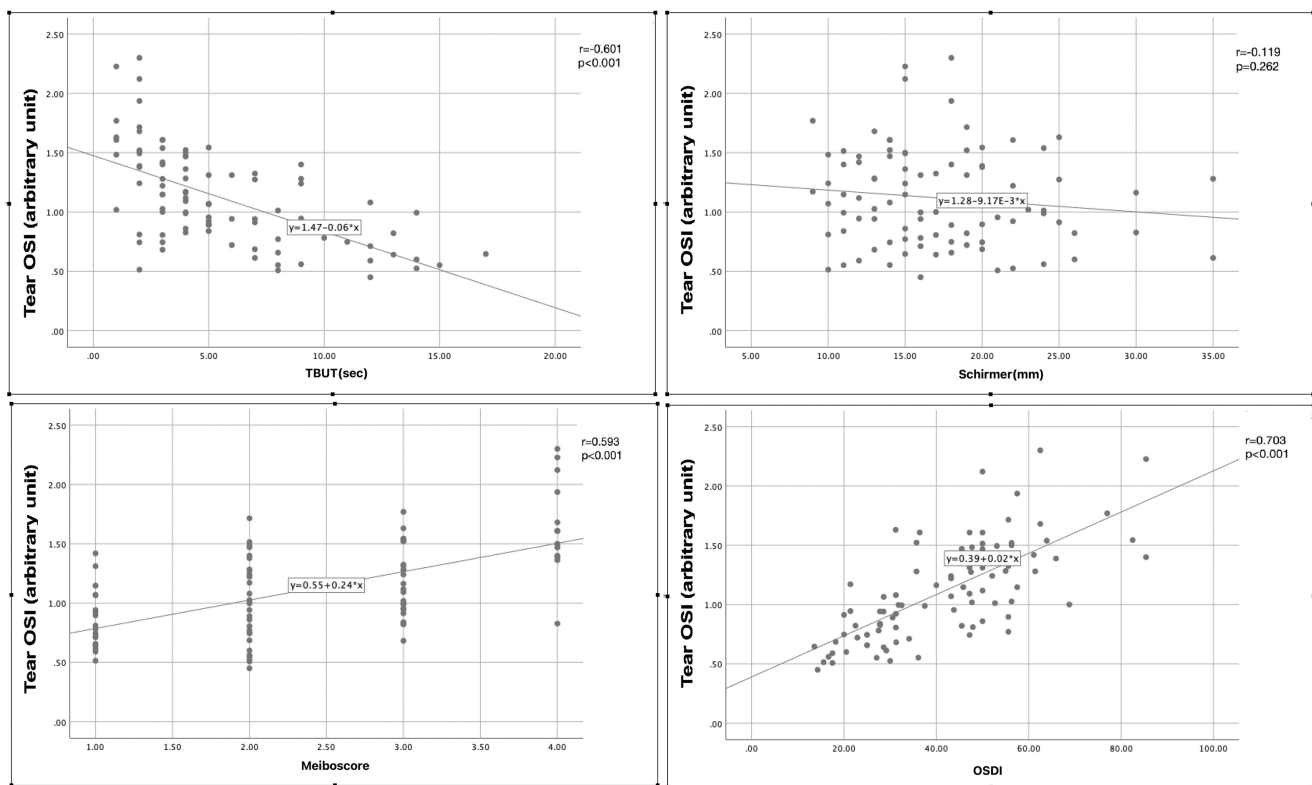 2.50
2.00
1.50
1.00
.50
.00
Tear OSI (arbitrary unit)
r=-0.601
p<0.001
y=1.47-0.06*x
.00 5.00 10.00 15.00 20.00
TBUT(sec)
2.50
2.00
1.50
1.00
.50
.00
Tear OSI (arbitrary unit)
r=-0.119
p=0.262
y=1.28-9.17E-3*x
5.00 10.00 15.00 20.00 25.00 30.00 35.00
Schirmer(mm)
2.50
2.00
1.50
1.00
.50
.00
Tear OSI (arbitrary unit)
r=0.593
p<0.001
y=0.55+0.24*x
1.00 1.50 2.00 2.50 3.00 3.50 4.00
Meiboscore
2.50
2.00
1.50
1.00
.50
.00
Tear OSI (arbitrary unit)
r=0.703
p<0.001
y=0.39+0.02*x
.00 20.00 40.00 60.00 80.00 100.00
OSDI